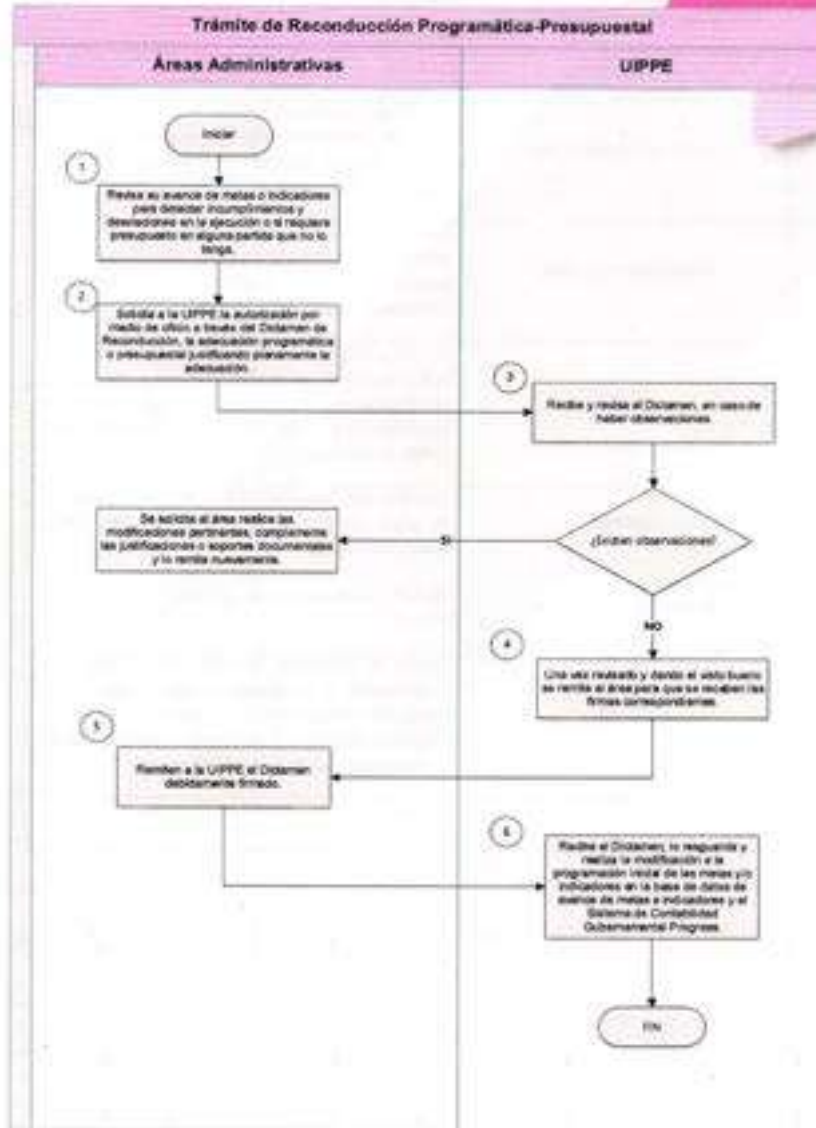 Trámite de Reconducción Programática-Presupuestal
Áreas Administrativas
UIPPE
Iniciar
1
Revisa su avance de metas o indicadores
para detectar incumplimientos y
desviaciones en la ejecución o si requiere
presupuesto en alguna partida que no lo
tenga.
2
Solicita a la UIPPE la autorización por
medio de oficio a través del Dictamen de
Reconducción, la adecuación programática
o presupuestal justificando plenamente la
adecuación.
3
Recibe y revisa el Dictamen, en caso de
haber observaciones.
¿Existen observaciones?
SI
Se solicita al área realice las
modificaciones pertinentes, complemente
las justificaciones o soportes documentales
y lo remita nuevamente.
NO
4
Una vez revisado y dando el visto bueno
se remite al área para que se recaben las
firmas correspondientes.
5
Remiten a la UIPPE el Dictamen
debidamente firmado.
6
Recibe el Dictamen, lo resguarda y
realiza la modificación a la
programación inicial de las metas y/o
indicadores en la base de datos de
avance de metas e indicadores y el
Sistema de Contabilidad
Gubernamental Progress.
FIN